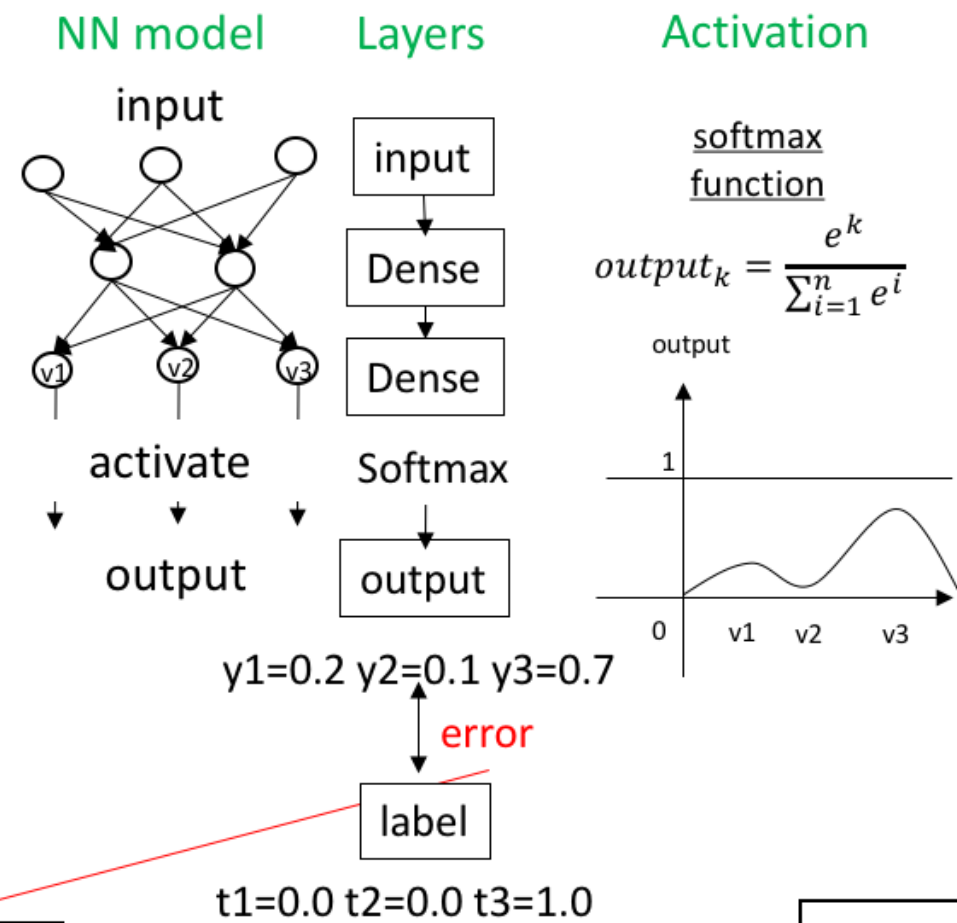 NN model
Layers
Activation
input
v1
v2
v3
activate
output
input
Dense
Dense
Softmax
output
softmax
function
output_k = e^k / ∑_{i=1}^{n} e^i
output
1
0
v1
v2
v3
y1=0.2 y2=0.1 y3=0.7
error
label
t1=0.0 t2=0.0 t3=1.0